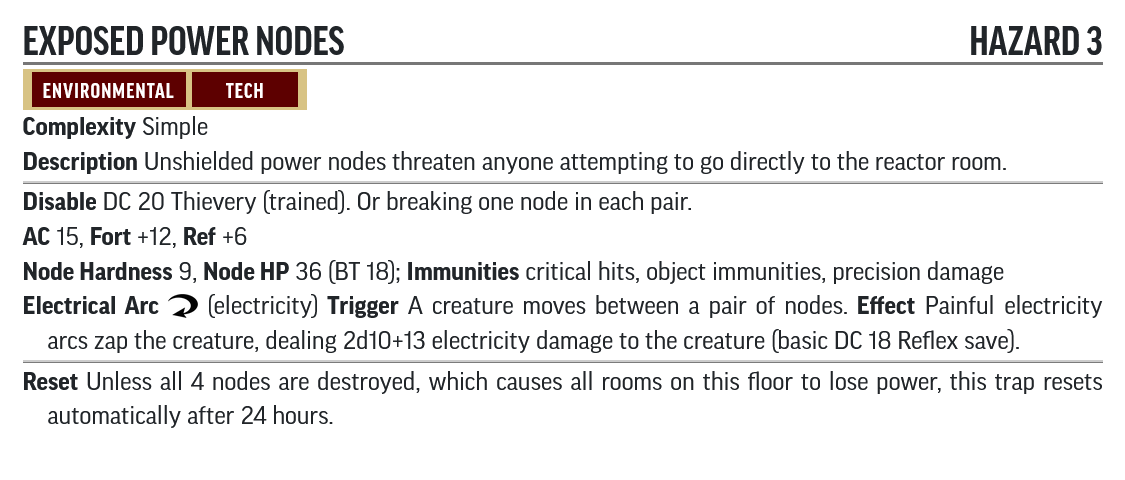 EXPOSED POWER NODES HAZARD 3
ENVIRONMENTAL TECH
Complexity Simple
Description Unshielded power nodes threaten anyone attempting to go directly to the reactor room.
Disable DC 20 Thievery (trained). Or breaking one node in each pair.
AC 15, Fort +12, Ref +6
Node Hardness 9, Node HP 36 (BT 18); Immunities critical hits, object immunities, precision damage
Electrical Arc (electricity) Trigger A creature moves between a pair of nodes. Effect Painful electricity
arcs zap the creature, dealing 2d10+13 electricity damage to the creature (basic DC 18 Reflex save).
Reset Unless all 4 nodes are destroyed, which causes all rooms on this floor to lose power, this trap resets
automatically after 24 hours.